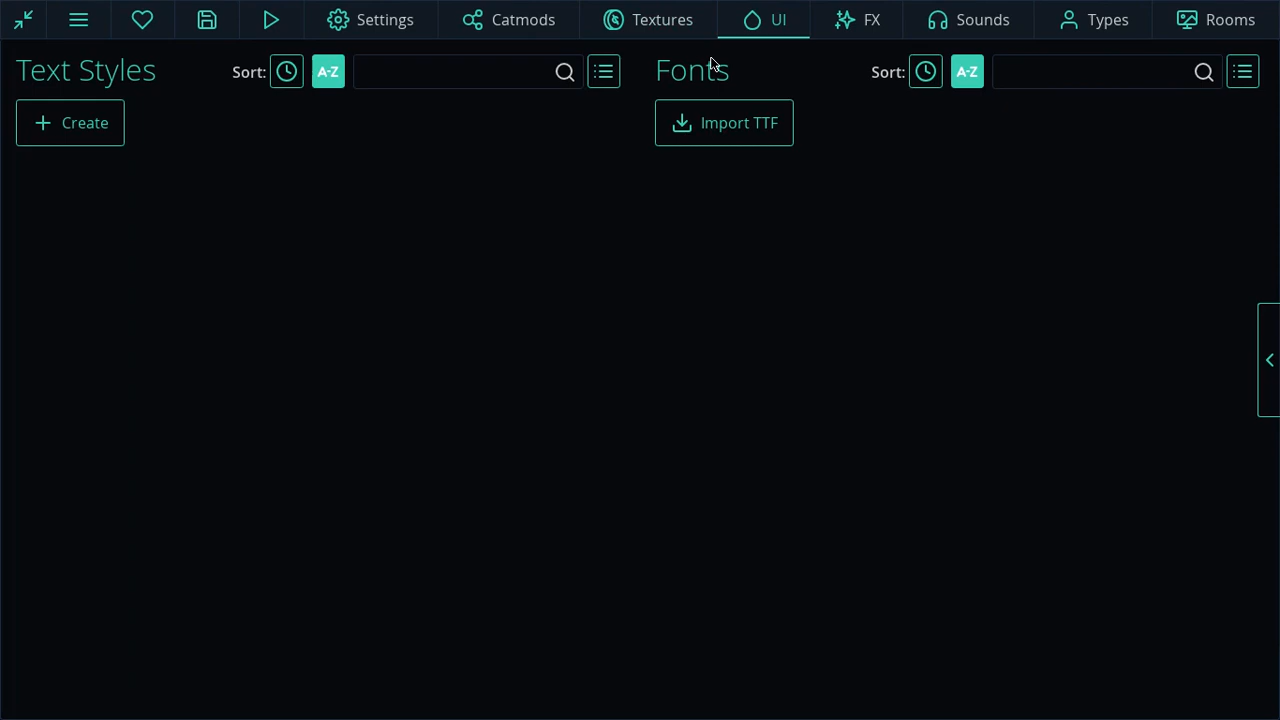 Settings
Catmods
Textures
UI
FX
Sounds
Types
Rooms
Text Styles
Sort:
A-Z
Fonts
Sort:
A-Z
Create
Import TTF